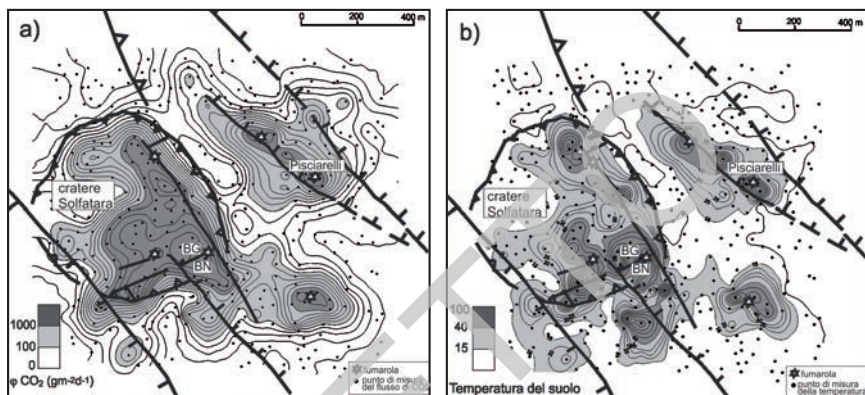 a)
0 200 400 m
Pisciarelli
cratere
Solfatara
BG
BN
1000
100
0
φ CO2 (gm-2d-1)
fumarola
punto di misura
del flusso di CO2
b)
0 200 400 m
Pisciarelli
cratere
Solfatara
BG
BN
100
40
15
Temperatura del suolo
fumarola
punto di misura
della temperatura